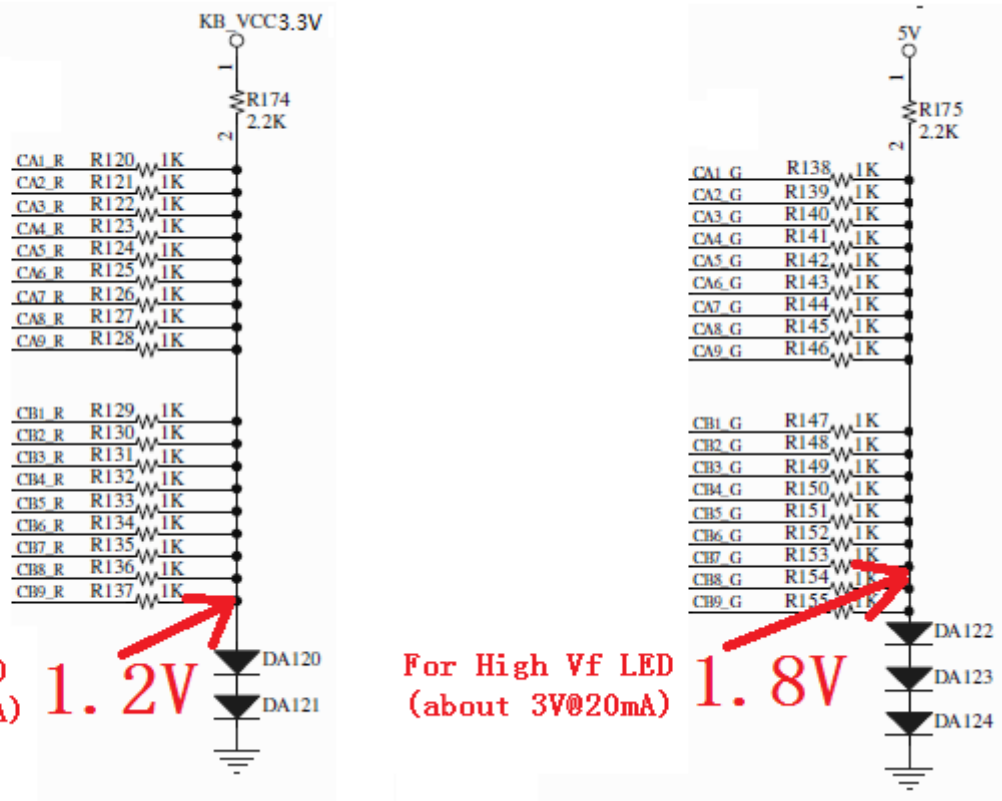 KB_VCC3.3V
1
R174
2.2K
2
CA1_R R120 1K
CA2_R R121 1K
CA3_R R122 1K
CA4_R R123 1K
CA5_R R124 1K
CA6_R R125 1K
CA7_R R126 1K
CA8_R R127 1K
CA9_R R128 1K
CB1_R R129 1K
CB2_R R130 1K
CB3_R R131 1K
CB4_R R132 1K
CB5_R R133 1K
CB6_R R134 1K
CB7_R R135 1K
CB8_R R136 1K
CB9_R R137 1K
1.2V
DA120
DA121
5V
1
R175
2.2K
2
CA1_G R138 1K
CA2_G R139 1K
CA3_G R140 1K
CA4_G R141 1K
CA5_G R142 1K
CA6_G R143 1K
CA7_G R144 1K
CA8_G R145 1K
CA9_G R146 1K
CB1_G R147 1K
CB2_G R148 1K
CB3_G R149 1K
CB4_G R150 1K
CB5_G R151 1K
CB6_G R152 1K
CB7_G R153 1K
CB8_G R154 1K
CB9_G R155 1K
For High Vf LED
(about 3V@20mA)
1.8V
DA122
DA123
DA124